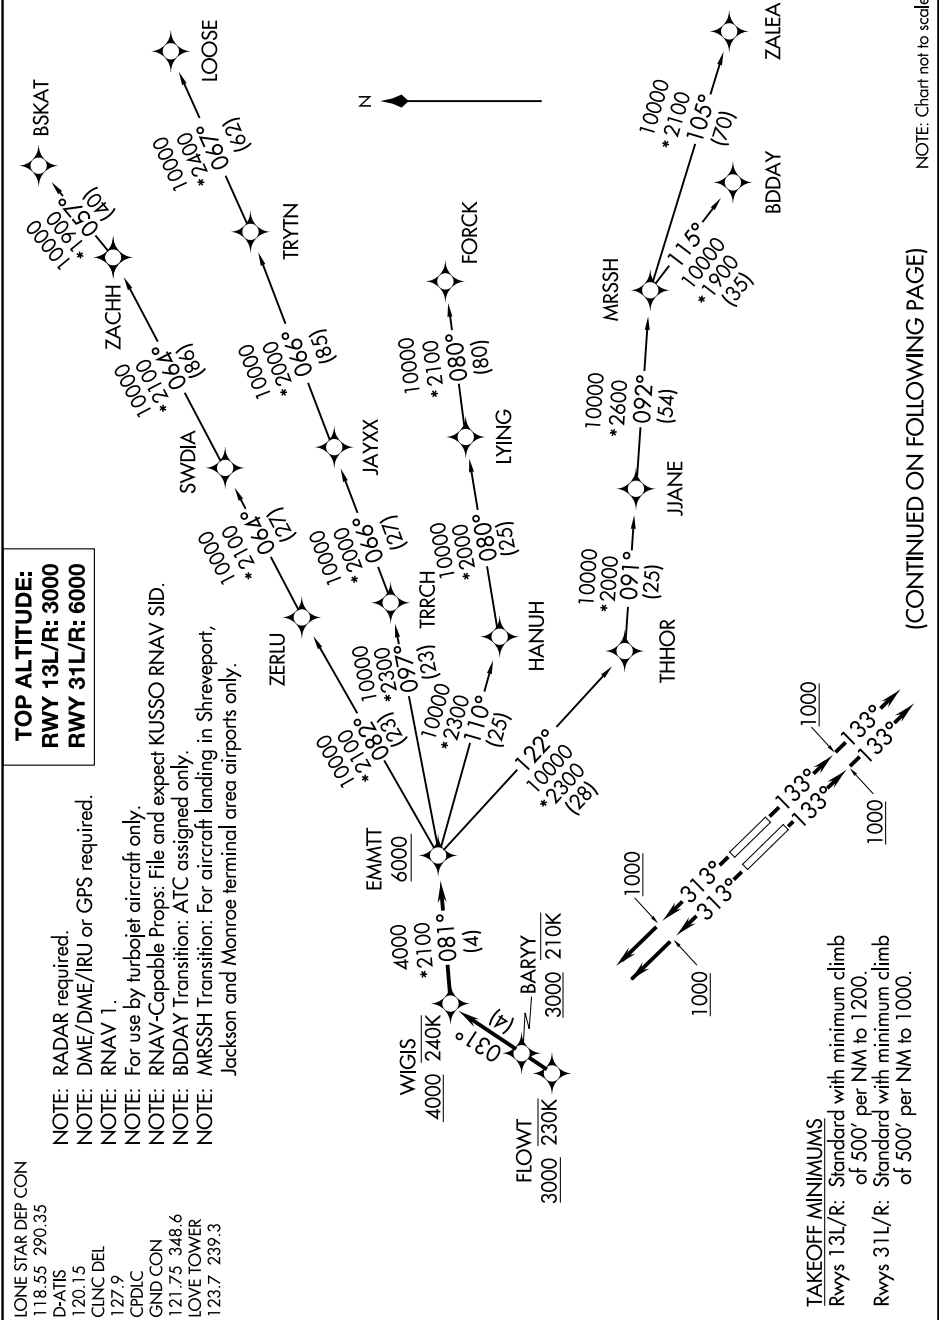 LONE STAR DEP CON
118.55 290.35
D-ATIS
120.15
CLNC DEL
127.9
CPDLC
GND CON
121.75 348.6
LOVE TOWER
123.7 239.3
TOP ALTITUDE:
RWY 13L/R: 3000
RWY 31L/R: 6000
NOTE: RADAR required.
NOTE: DME/DME/IRU or GPS required.
NOTE: RNAV 1.
NOTE: For use by turbojet aircraft only.
NOTE: RNAV-Capable Props: File and expect KUSSO RNAV SID.
NOTE: BDDAY Transition: ATC assigned only.
NOTE: MRSSH Transition: For aircraft landing in Shreveport,
Jackson and Monroe terminal area airports only.
BSKAT
10000
*1900
057°
(40)
ZACHH
10000
*2100
064°
(86)
SWDIA
10000
*2100
064°
(27)
ZERLU
10000
*2100
082°
(23)
LOOSE
10000
*2400
067°
(62)
TRYTN
10000
*2000
066°
(85)
JAYXX
10000
*2000
066°
(27)
TRRCH
10000
*2300
097°
(23)
N
FORCK
10000
*2100
080°
(80)
LYING
10000
*2000
080°
(25)
HANUH
10000
*2300
110°
(25)
EMMTT
6000
4000
*2100
081°
(4)
WIGIS
4000 240K
031°
(4)
BARYY
3000 210K
FLOWT
3000 230K
122°
10000
*2300
(28)
THHOR
10000
*2000
091°
(25)
JJANE
10000
*2600
092°
(54)
MRSSH
10000
*2100
105°
(70)
ZALEA
115°
10000
*1900
(35)
BDDAY
1000
1000
313°
313°
133°
133°
1000
1000
133°
133°
TAKEOFF MINIMUMS
Rwys 13L/R: Standard with minimum climb
of 500' per NM to 1200.
Rwys 31L/R: Standard with minimum climb
of 500' per NM to 1000.
(CONTINUED ON FOLLOWING PAGE)
NOTE: Chart not to scale